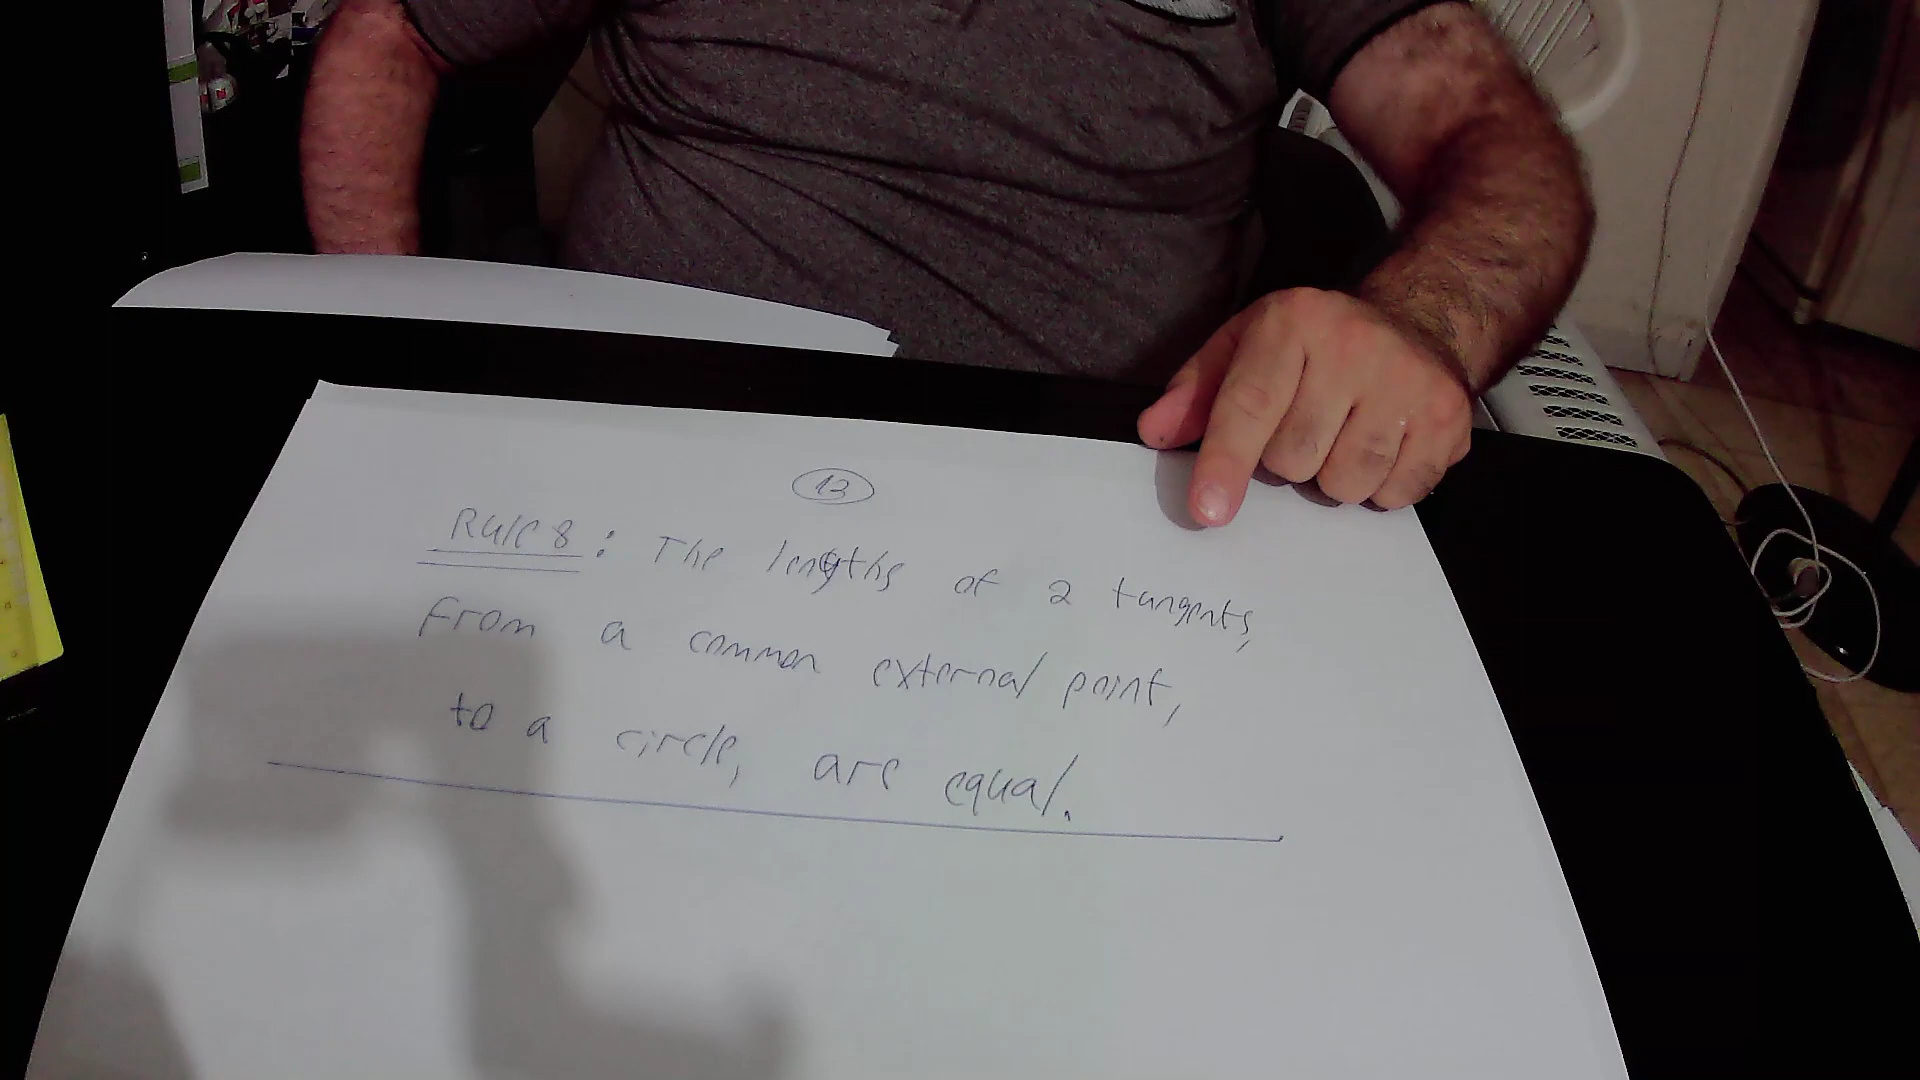 13
Rule 8: The lengths of 2 tangents,
from a common external point,
to a circle, are equal.